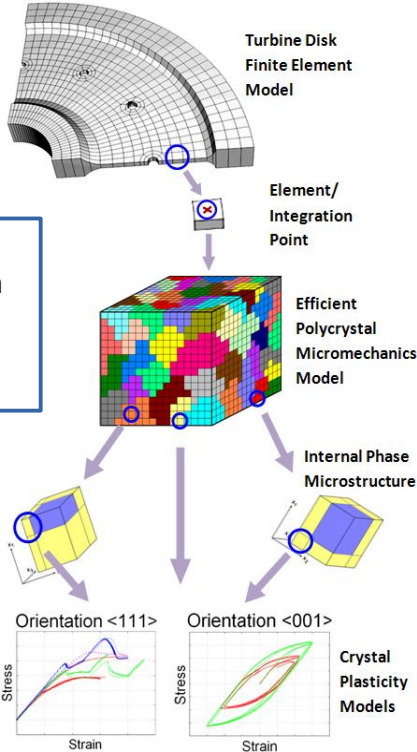 Turbine Disk
Finite Element
Model
Element/
Integration
Point
Efficient
Polycrystal
Micromechanics
Model
Internal Phase
Microstructure
Orientation <111>
Orientation <001>
Stress
Strain
Stress
Strain
Crystal
Plasticity
Models